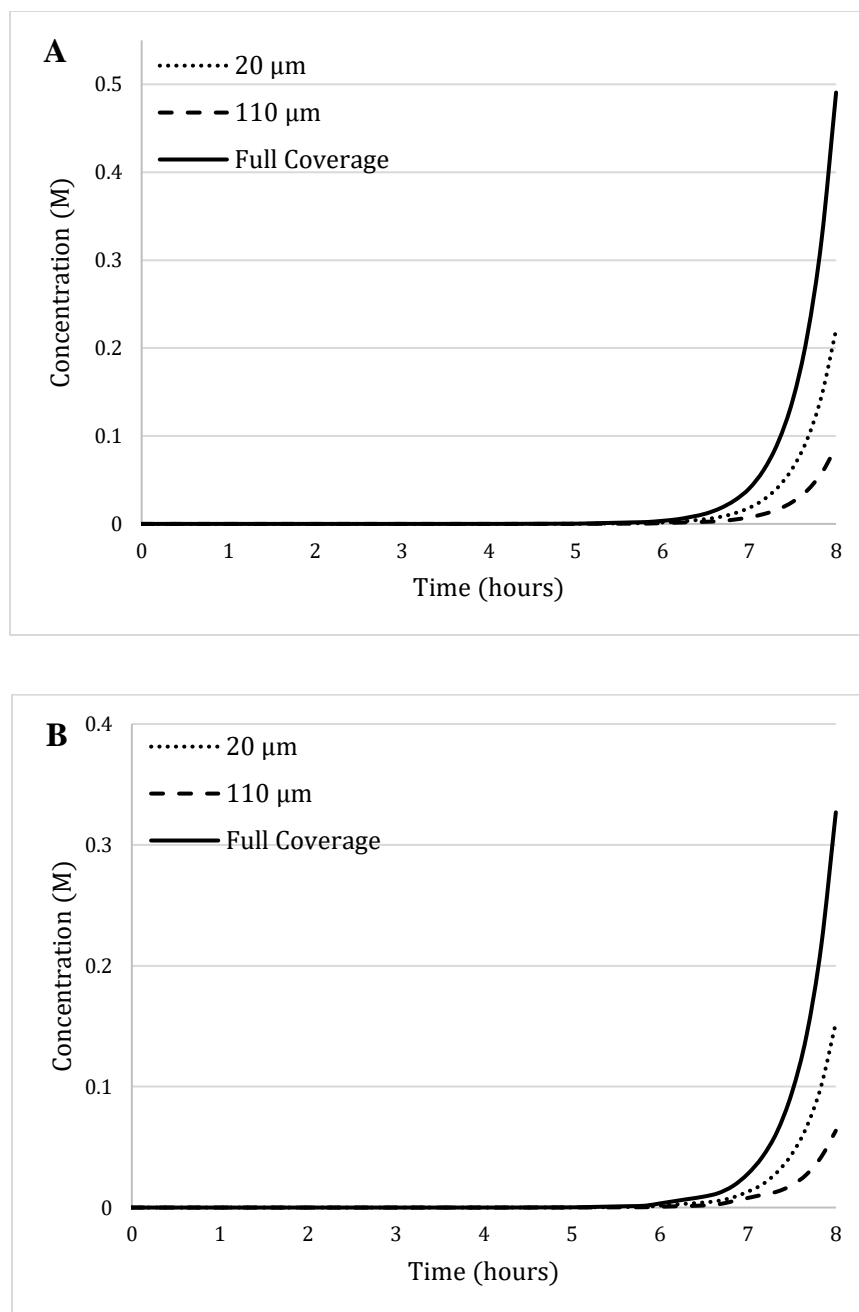 A
20 µm
110 µm
Full Coverage
0.5
0.4
0.3
0.2
0.1
0
Concentration (M)
0 1 2 3 4 5 6 7 8
Time (hours)
B
20 µm
110 µm
Full Coverage
0.4
0.3
0.2
0.1
0
Concentration (M)
0 1 2 3 4 5 6 7 8
Time (hours)